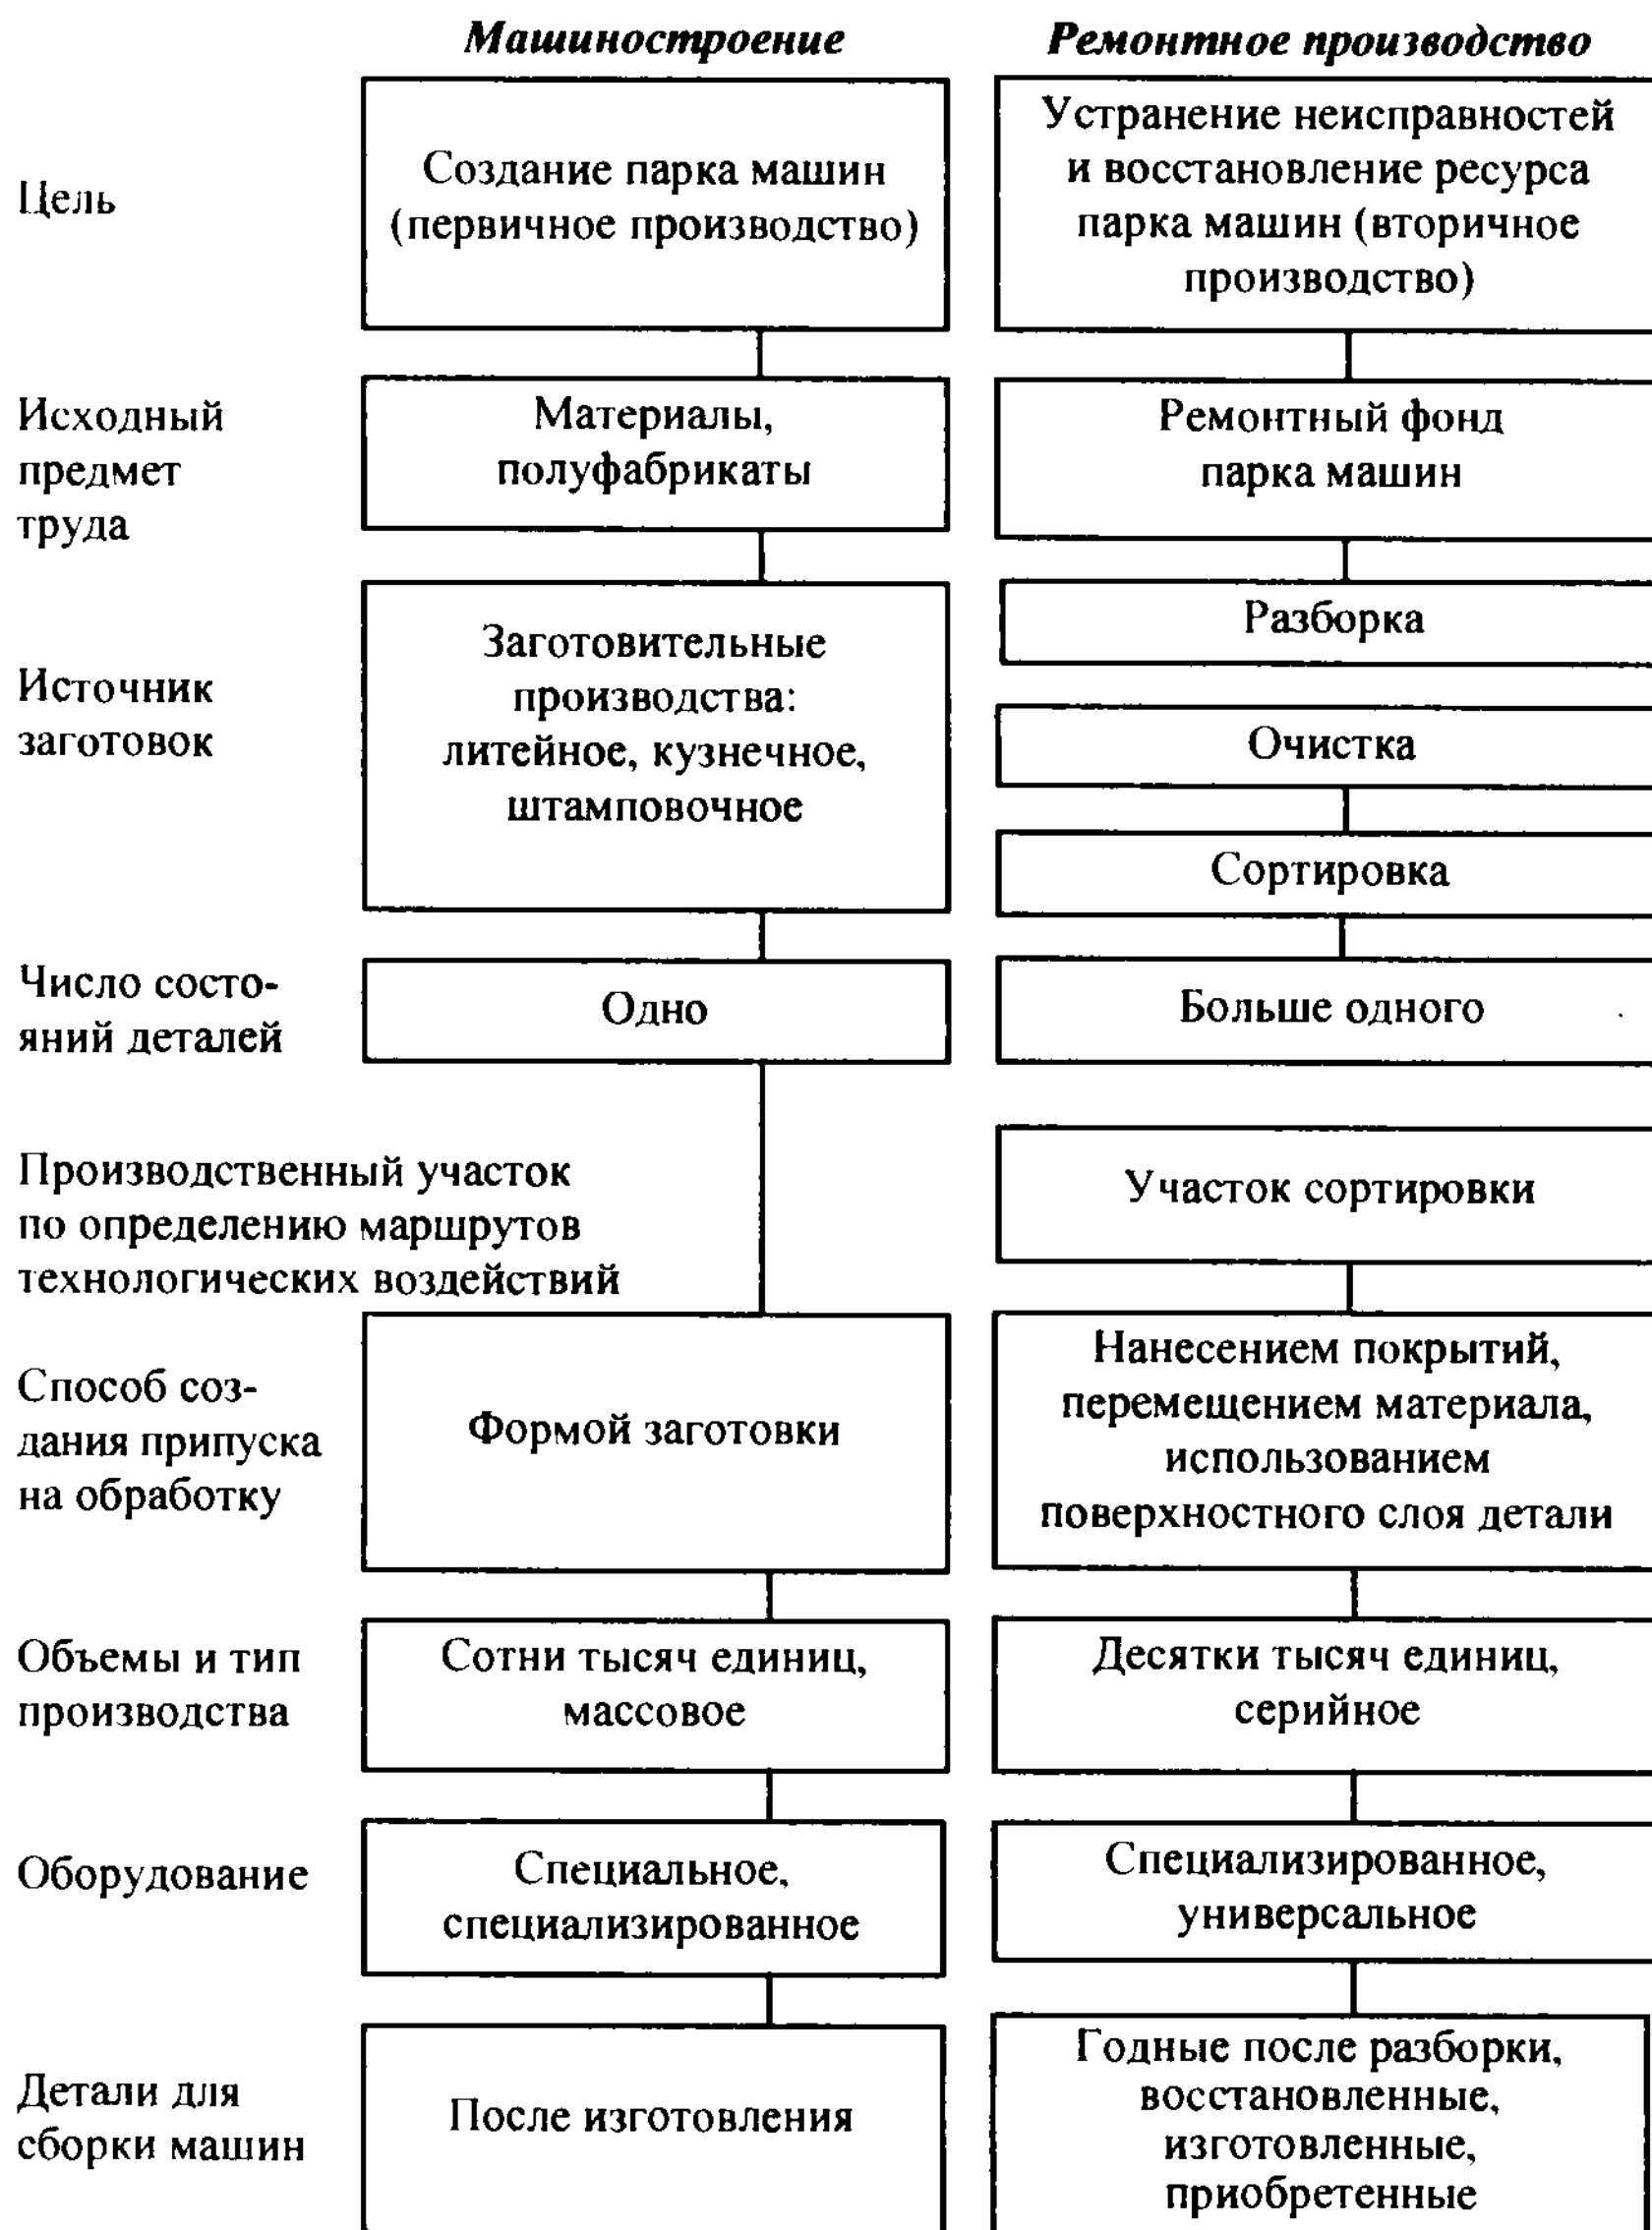 Машиностроение
Ремонтное производство
Цель
Создание парка машин
(первичное производство)
Устранение неисправностей
и восстановление ресурса
парка машин (вторичное
производство)
Исходный
предмет
труда
Материалы,
полуфабрикаты
Ремонтный фонд
парка машин
Источник
заготовок
Заготовительные
производства:
литейное, кузнечное,
штамповочное
Разборка
Очистка
Сортировка
Число состо-
яний деталей
Одно
Больше одного
Производственный участок
по определению маршрутов
технологических воздействий
Участок сортировки
Способ соз-
дания припуска
на обработку
Формой заготовки
Нанесением покрытий,
перемещением материала,
использованием
поверхностного слоя детали
Объемы и тип
производства
Сотни тысяч единиц,
массовое
Десятки тысяч единиц,
серийное
Оборудование
Специальное,
специализированное
Специализированное,
универсальное
Детали для
сборки машин
После изготовления
Годные после разборки,
восстановленные,
изготовленные,
приобретенные